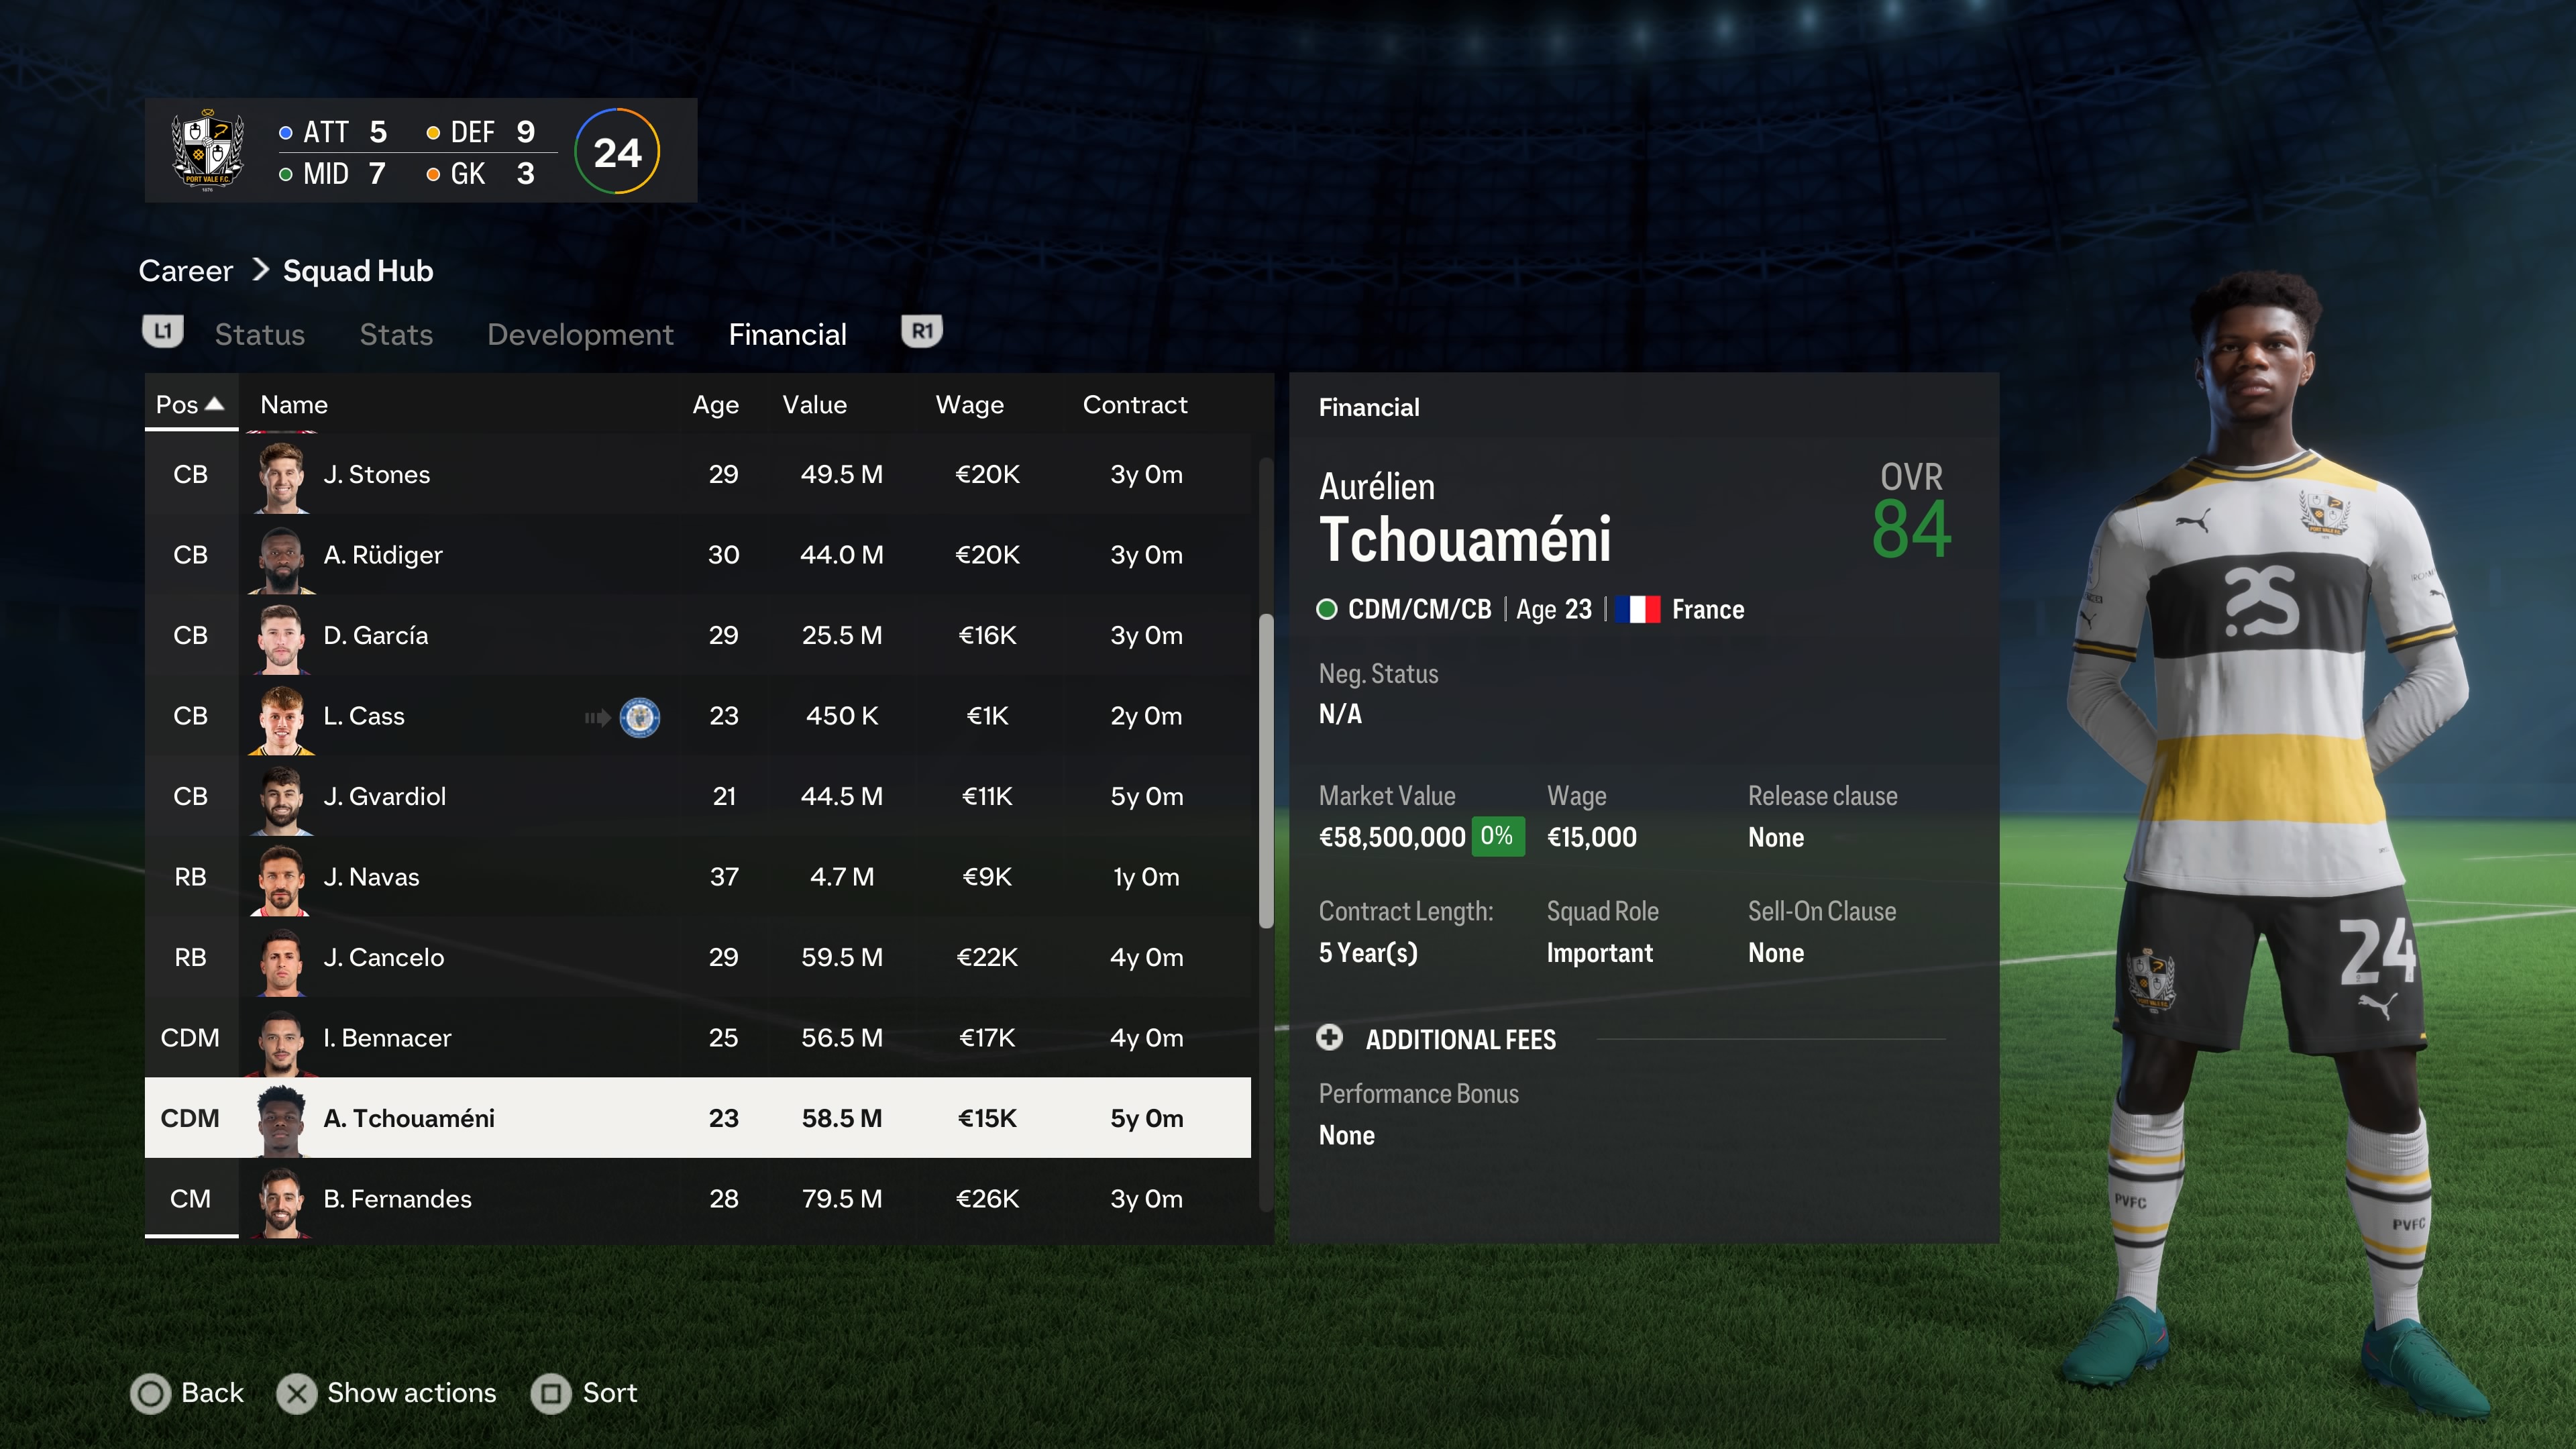 ATT 5 DEF 9
MID 7 GK 3
24
PORT VALE F.C.
1876
Career > Squad Hub
L1 Status Stats Development Financial R1
Pos Name Age Value Wage Contract
CB J. Stones 29 49.5 M €20K 3y 0m
CB A. Rüdiger 30 44.0 M €20K 3y 0m
CB D. García 29 25.5 M €16K 3y 0m
CB L. Cass 23 450 K €1K 2y 0m
CB J. Gvardiol 21 44.5 M €11K 5y 0m
RB J. Navas 37 4.7 M €9K 1y 0m
RB J. Cancelo 29 59.5 M €22K 4y 0m
CDM I. Bennacer 25 56.5 M €17K 4y 0m
CDM A. Tchouaméni 23 58.5 M €15K 5y 0m
CM B. Fernandes 28 79.5 M €26K 3y 0m
Financial
Aurélien
Tchouaméni
OVR
84
CDM/CM/CB | Age 23 | France
Neg. Status
N/A
Market Value Wage Release clause
€58,500,000 0% €15,000 None
Contract Length: Squad Role Sell-On Clause
5 Year(s) Important None
ADDITIONAL FEES
Performance Bonus
None
24
PVFC
PVFC
Back Show actions Sort